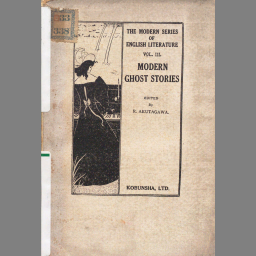 THE MODERN SERIES
OF
ENGLISH LITERATURE
VOL. III.
MODERN
GHOST STORIES
EDITED
by
R. AKUTAGAWA.
KOBUNSHA, LTD.